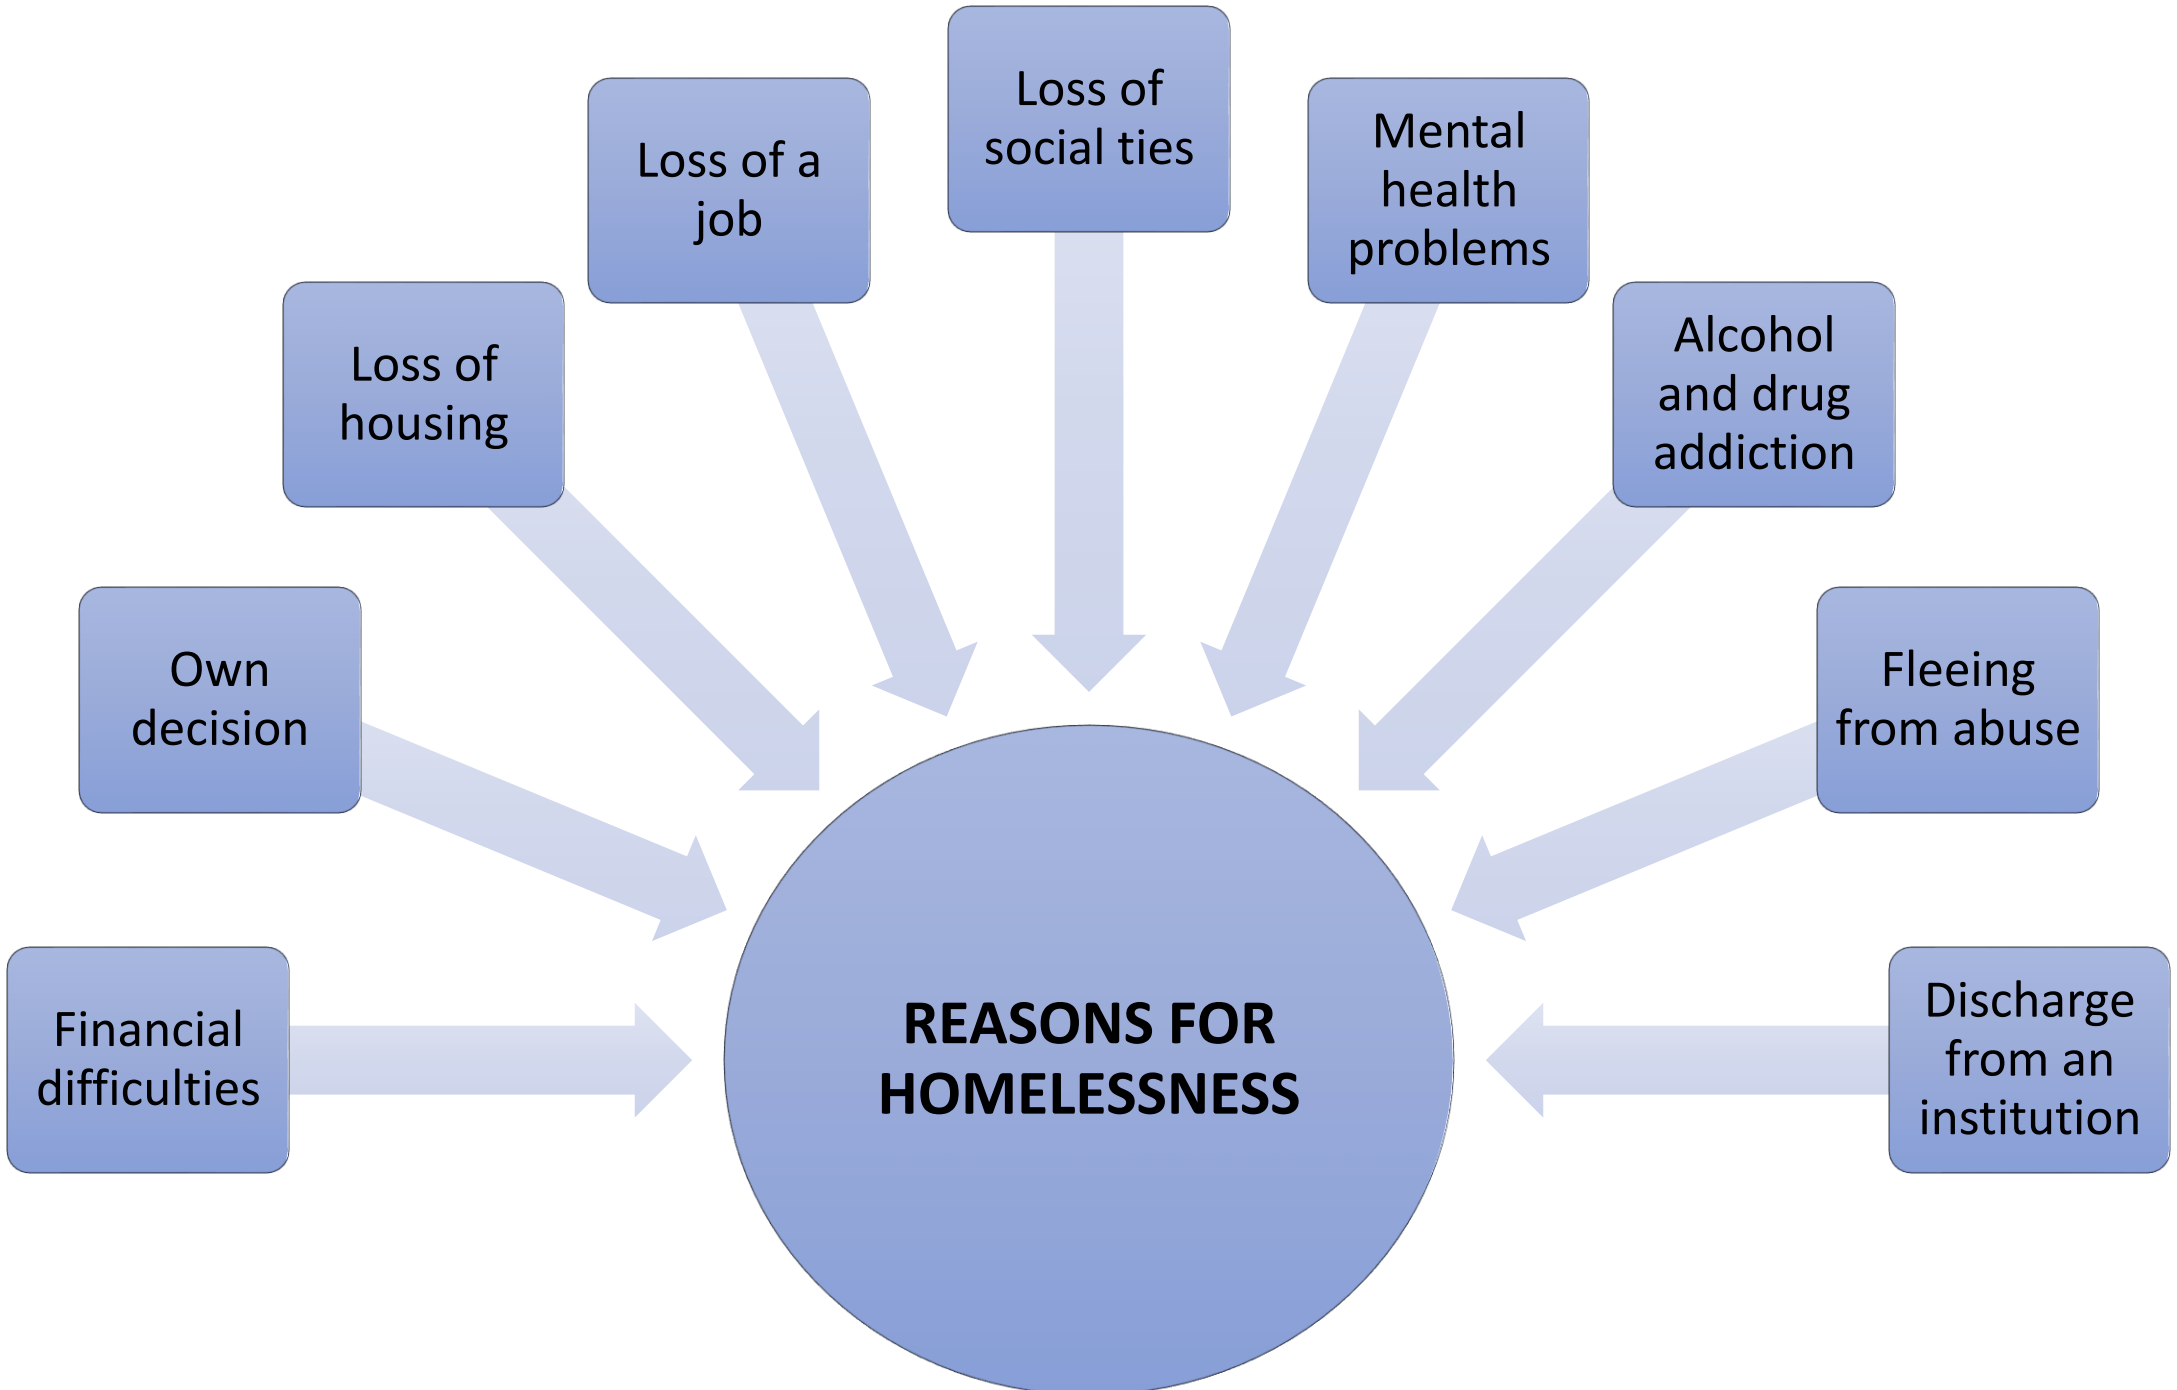 Loss of
social ties
Loss of a
job
Mental
health
problems
Loss of
housing
Alcohol
and drug
addiction
Own
decision
Fleeing
from abuse
Financial
difficulties
REASONS FOR
HOMELESSNESS
Discharge
from an
institution